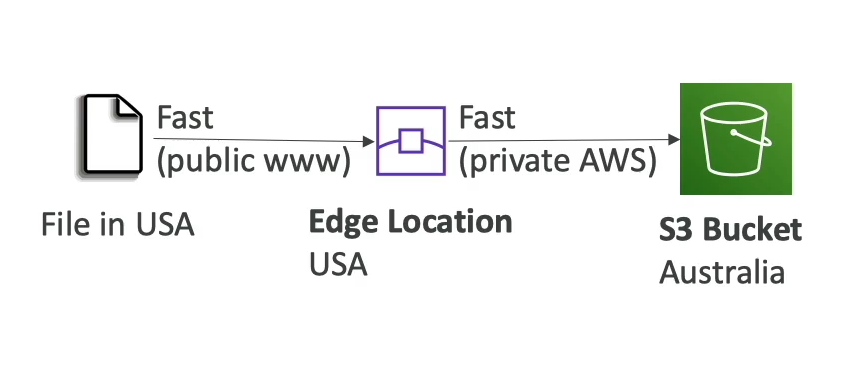 Fast
(public www)
Fast
(private AWS)
File in USA
Edge Location
USA
S3 Bucket
Australia